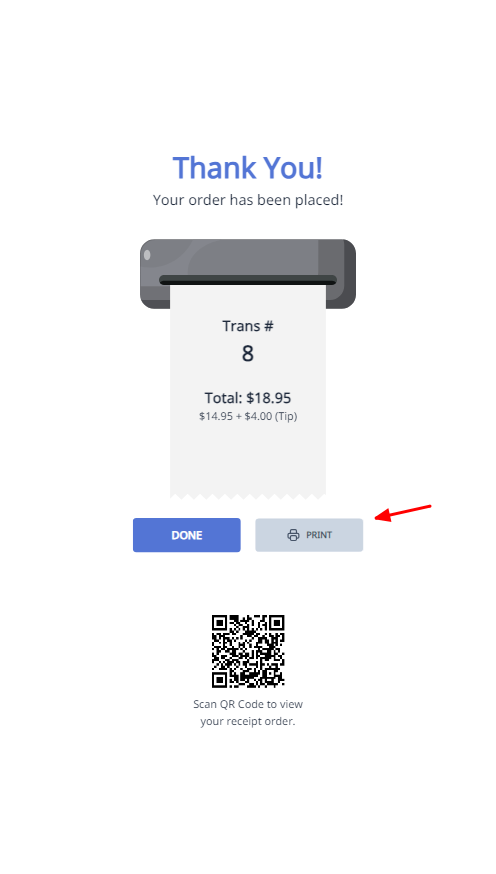 Thank You!
Your order has been placed!
Trans #
8
Total: $18.95
$14.95 + $4.00 (Tip)
DONE
PRINT
Scan QR Code to view
your receipt order.